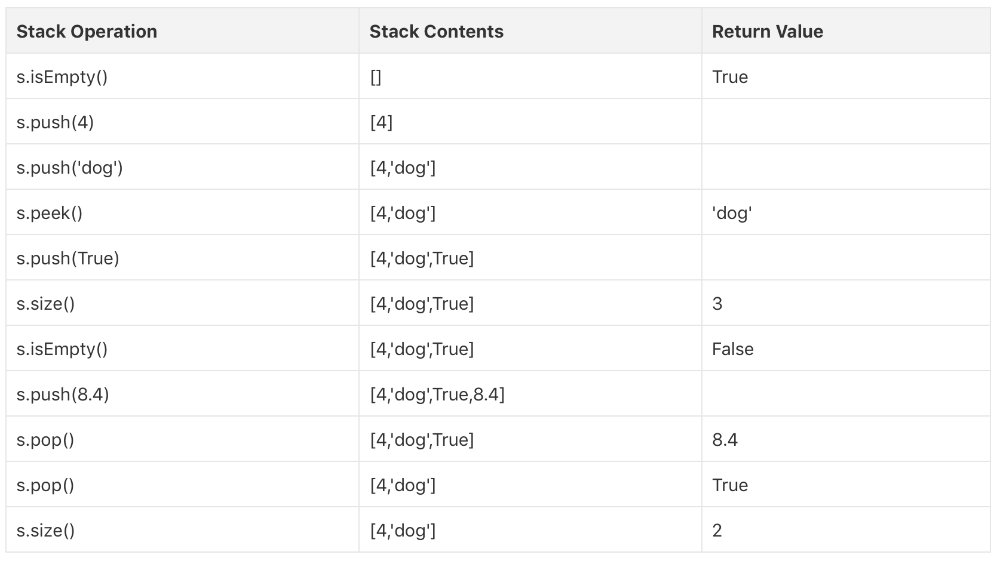 Stack Operation Stack Contents Return Value
s.isEmpty() [] True
s.push(4) [4]
s.push('dog') [4,'dog']
s.peek() [4,'dog'] 'dog'
s.push(True) [4,'dog',True]
s.size() [4,'dog',True] 3
s.isEmpty() [4,'dog',True] False
s.push(8.4) [4,'dog',True,8.4]
s.pop() [4,'dog',True] 8.4
s.pop() [4,'dog'] True
s.size() [4,'dog'] 2